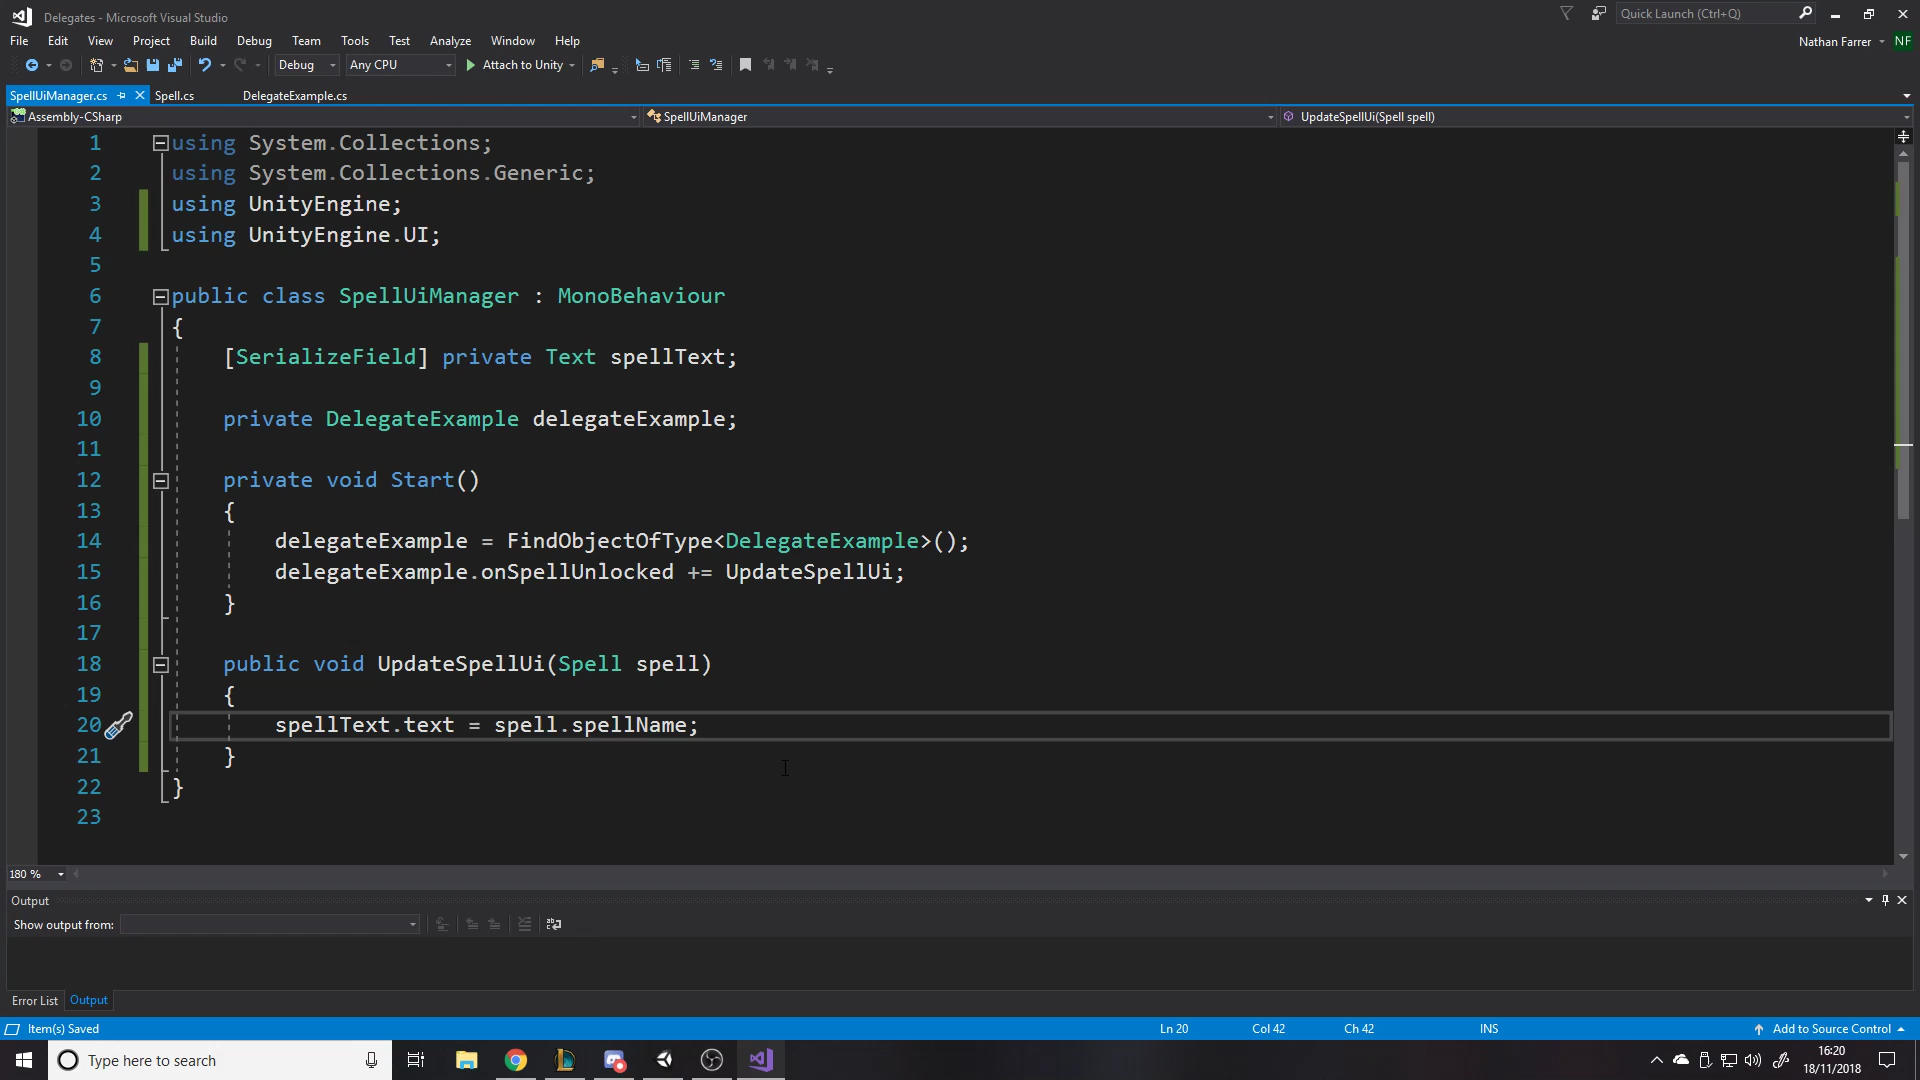 Delegates - Microsoft Visual Studio
Quick Launch (Ctrl+Q)
File Edit View Project Build Debug Team Tools Test Analyze Window Help
Nathan Farrer NF
Debug Any CPU Attach to Unity
SpellUiManager.cs Spell.cs DelegateExample.cs
Assembly-CSharp SpellUiManager UpdateSpellUi(Spell spell)
1 using System.Collections;
2 using System.Collections.Generic;
3 using UnityEngine;
4 using UnityEngine.UI;
5
6 public class SpellUiManager : MonoBehaviour
7 {
8 [SerializeField] private Text spellText;
9
10 private DelegateExample delegateExample;
11
12 private void Start()
13 {
14 delegateExample = FindObjectOfType<DelegateExample>();
15 delegateExample.onSpellUnlocked += UpdateSpellUi;
16 }
17
18 public void UpdateSpellUi(Spell spell)
19 {
20 spellText.text = spell.spellName;
21 }
22 }
23
180 %
Output
Show output from:
Error List Output
Item(s) Saved Ln 20 Col 42 Ch 42 INS Add to Source Control
Type here to search
16:20
18/11/2018